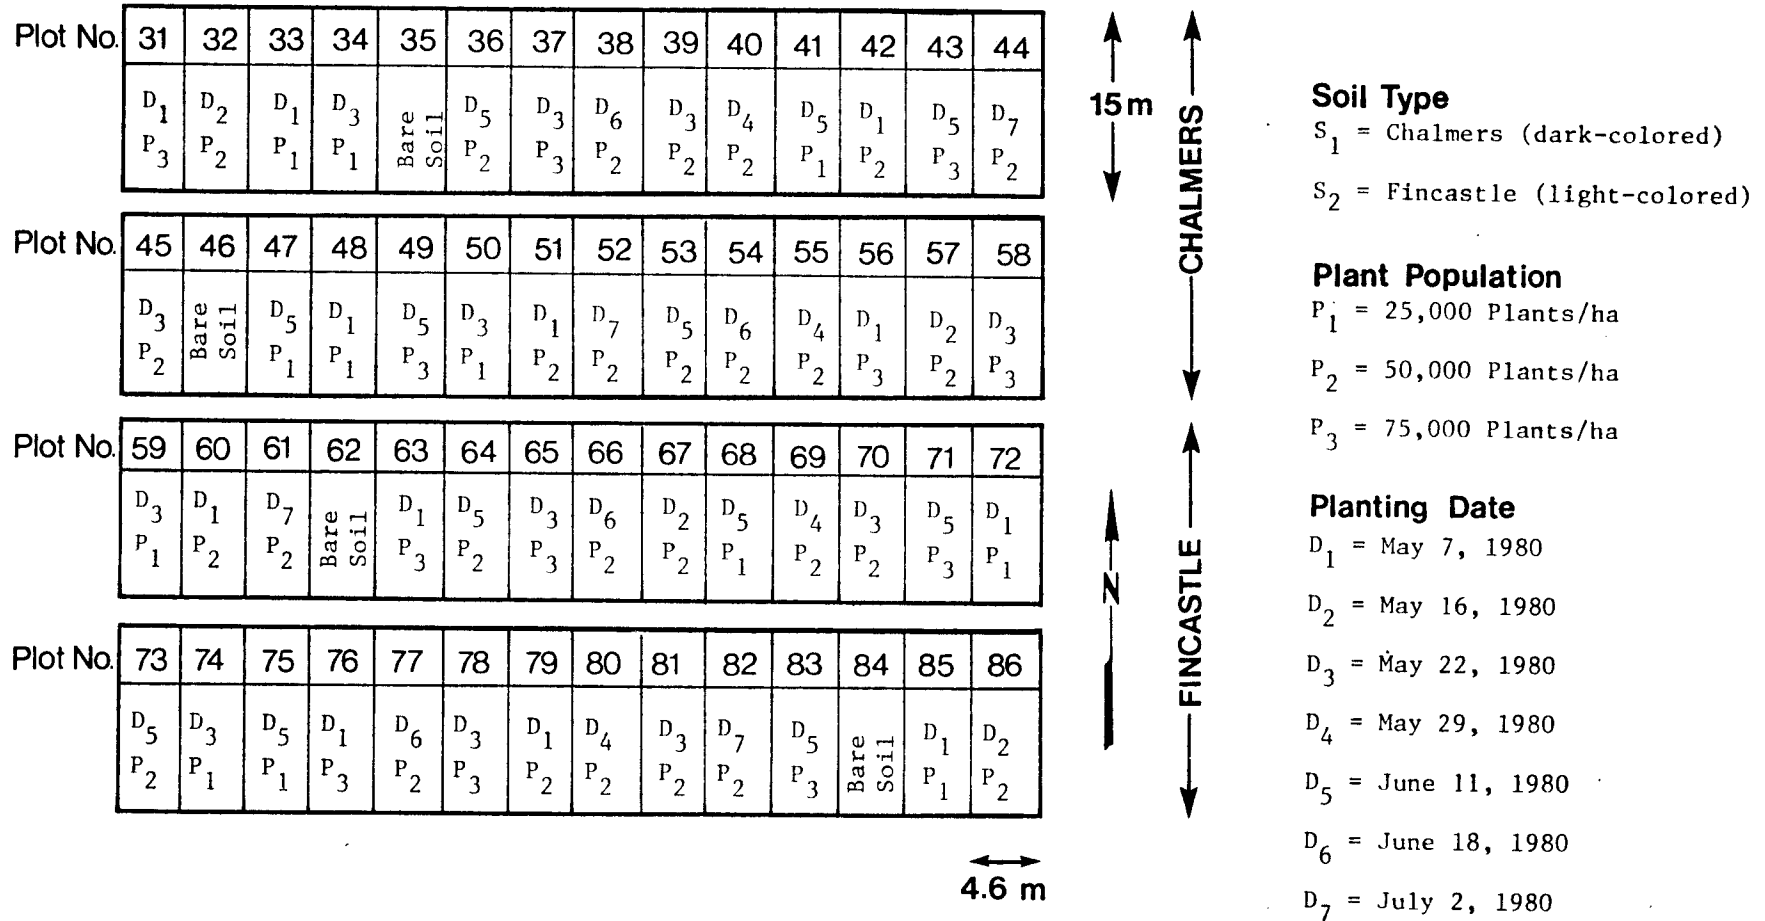 Plot No. 31 32 33 34 35 36 37 38 39 40 41 42 43 44
D1 D2 D1 D3 Bare Soil D5 D3 D6 D3 D4 D5 D1 D5 D7
P3 P2 P1 P1 P2 P3 P2 P2 P2 P1 P2 P3 P2
Plot No. 45 46 47 48 49 50 51 52 53 54 55 56 57 58
D3 Bare Soil D5 D1 D5 D3 D1 D7 D5 D6 D4 D1 D2 D3
P2 P1 P1 P3 P1 P2 P2 P2 P2 P2 P3 P2 P3
Plot No. 59 60 61 62 63 64 65 66 67 68 69 70 71 72
D3 D1 D7 Bare Soil D1 D5 D3 D6 D2 D5 D4 D3 D5 D1
P1 P2 P2 P3 P2 P3 P2 P2 P1 P2 P2 P3 P1
Plot No. 73 74 75 76 77 78 79 80 81 82 83 84 85 86
D5 D3 D5 D1 D6 D3 D1 D4 D3 D7 D5 Bare Soil D1 D2
P2 P1 P1 P3 P2 P3 P2 P2 P2 P2 P3 P1 P2
4.6 m
15 m
CHALMERS
N
FINCASTLE
Soil Type
S1 = Chalmers (dark-colored)
S2 = Fincastle (light-colored)
Plant Population
P1 = 25,000 Plants/ha
P2 = 50,000 Plants/ha
P3 = 75,000 Plants/ha
Planting Date
D1 = May 7, 1980
D2 = May 16, 1980
D3 = May 22, 1980
D4 = May 29, 1980
D5 = June 11, 1980
D6 = June 18, 1980
D7 = July 2, 1980